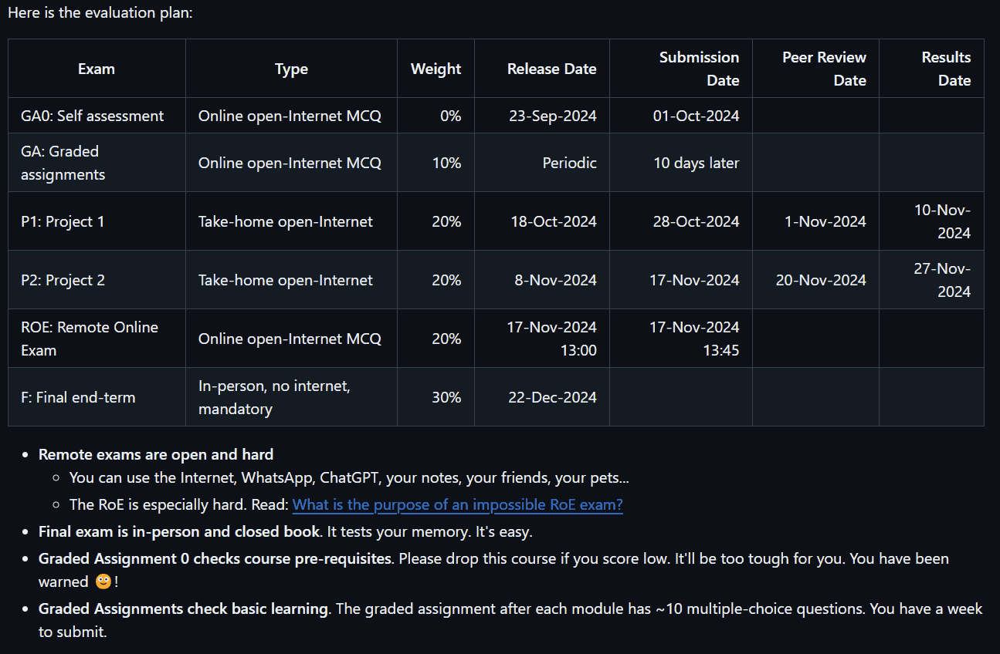 Here is the evaluation plan:
Exam Type Weight Release Date Submission Date Peer Review Date Results Date
GA0: Self assessment Online open-Internet MCQ 0% 23-Sep-2024 01-Oct-2024
GA: Graded assignments Online open-Internet MCQ 10% Periodic 10 days later
P1: Project 1 Take-home open-Internet 20% 18-Oct-2024 28-Oct-2024 1-Nov-2024 10-Nov-2024
P2: Project 2 Take-home open-Internet 20% 8-Nov-2024 17-Nov-2024 20-Nov-2024 27-Nov-2024
ROE: Remote Online Exam Online open-Internet MCQ 20% 17-Nov-2024 13:00 17-Nov-2024 13:45
F: Final end-term In-person, no internet, mandatory 30% 22-Dec-2024
• Remote exams are open and hard
◦ You can use the Internet, WhatsApp, ChatGPT, your notes, your friends, your pets...
◦ The RoE is especially hard. Read: What is the purpose of an impossible RoE exam?
• Final exam is in-person and closed book. It tests your memory. It's easy.
• Graded Assignment 0 checks course pre-requisites. Please drop this course if you score low. It'll be too tough for you. You have been
warned 🙂!
• Graded Assignments check basic learning. The graded assignment after each module has ~10 multiple-choice questions. You have a week
to submit.